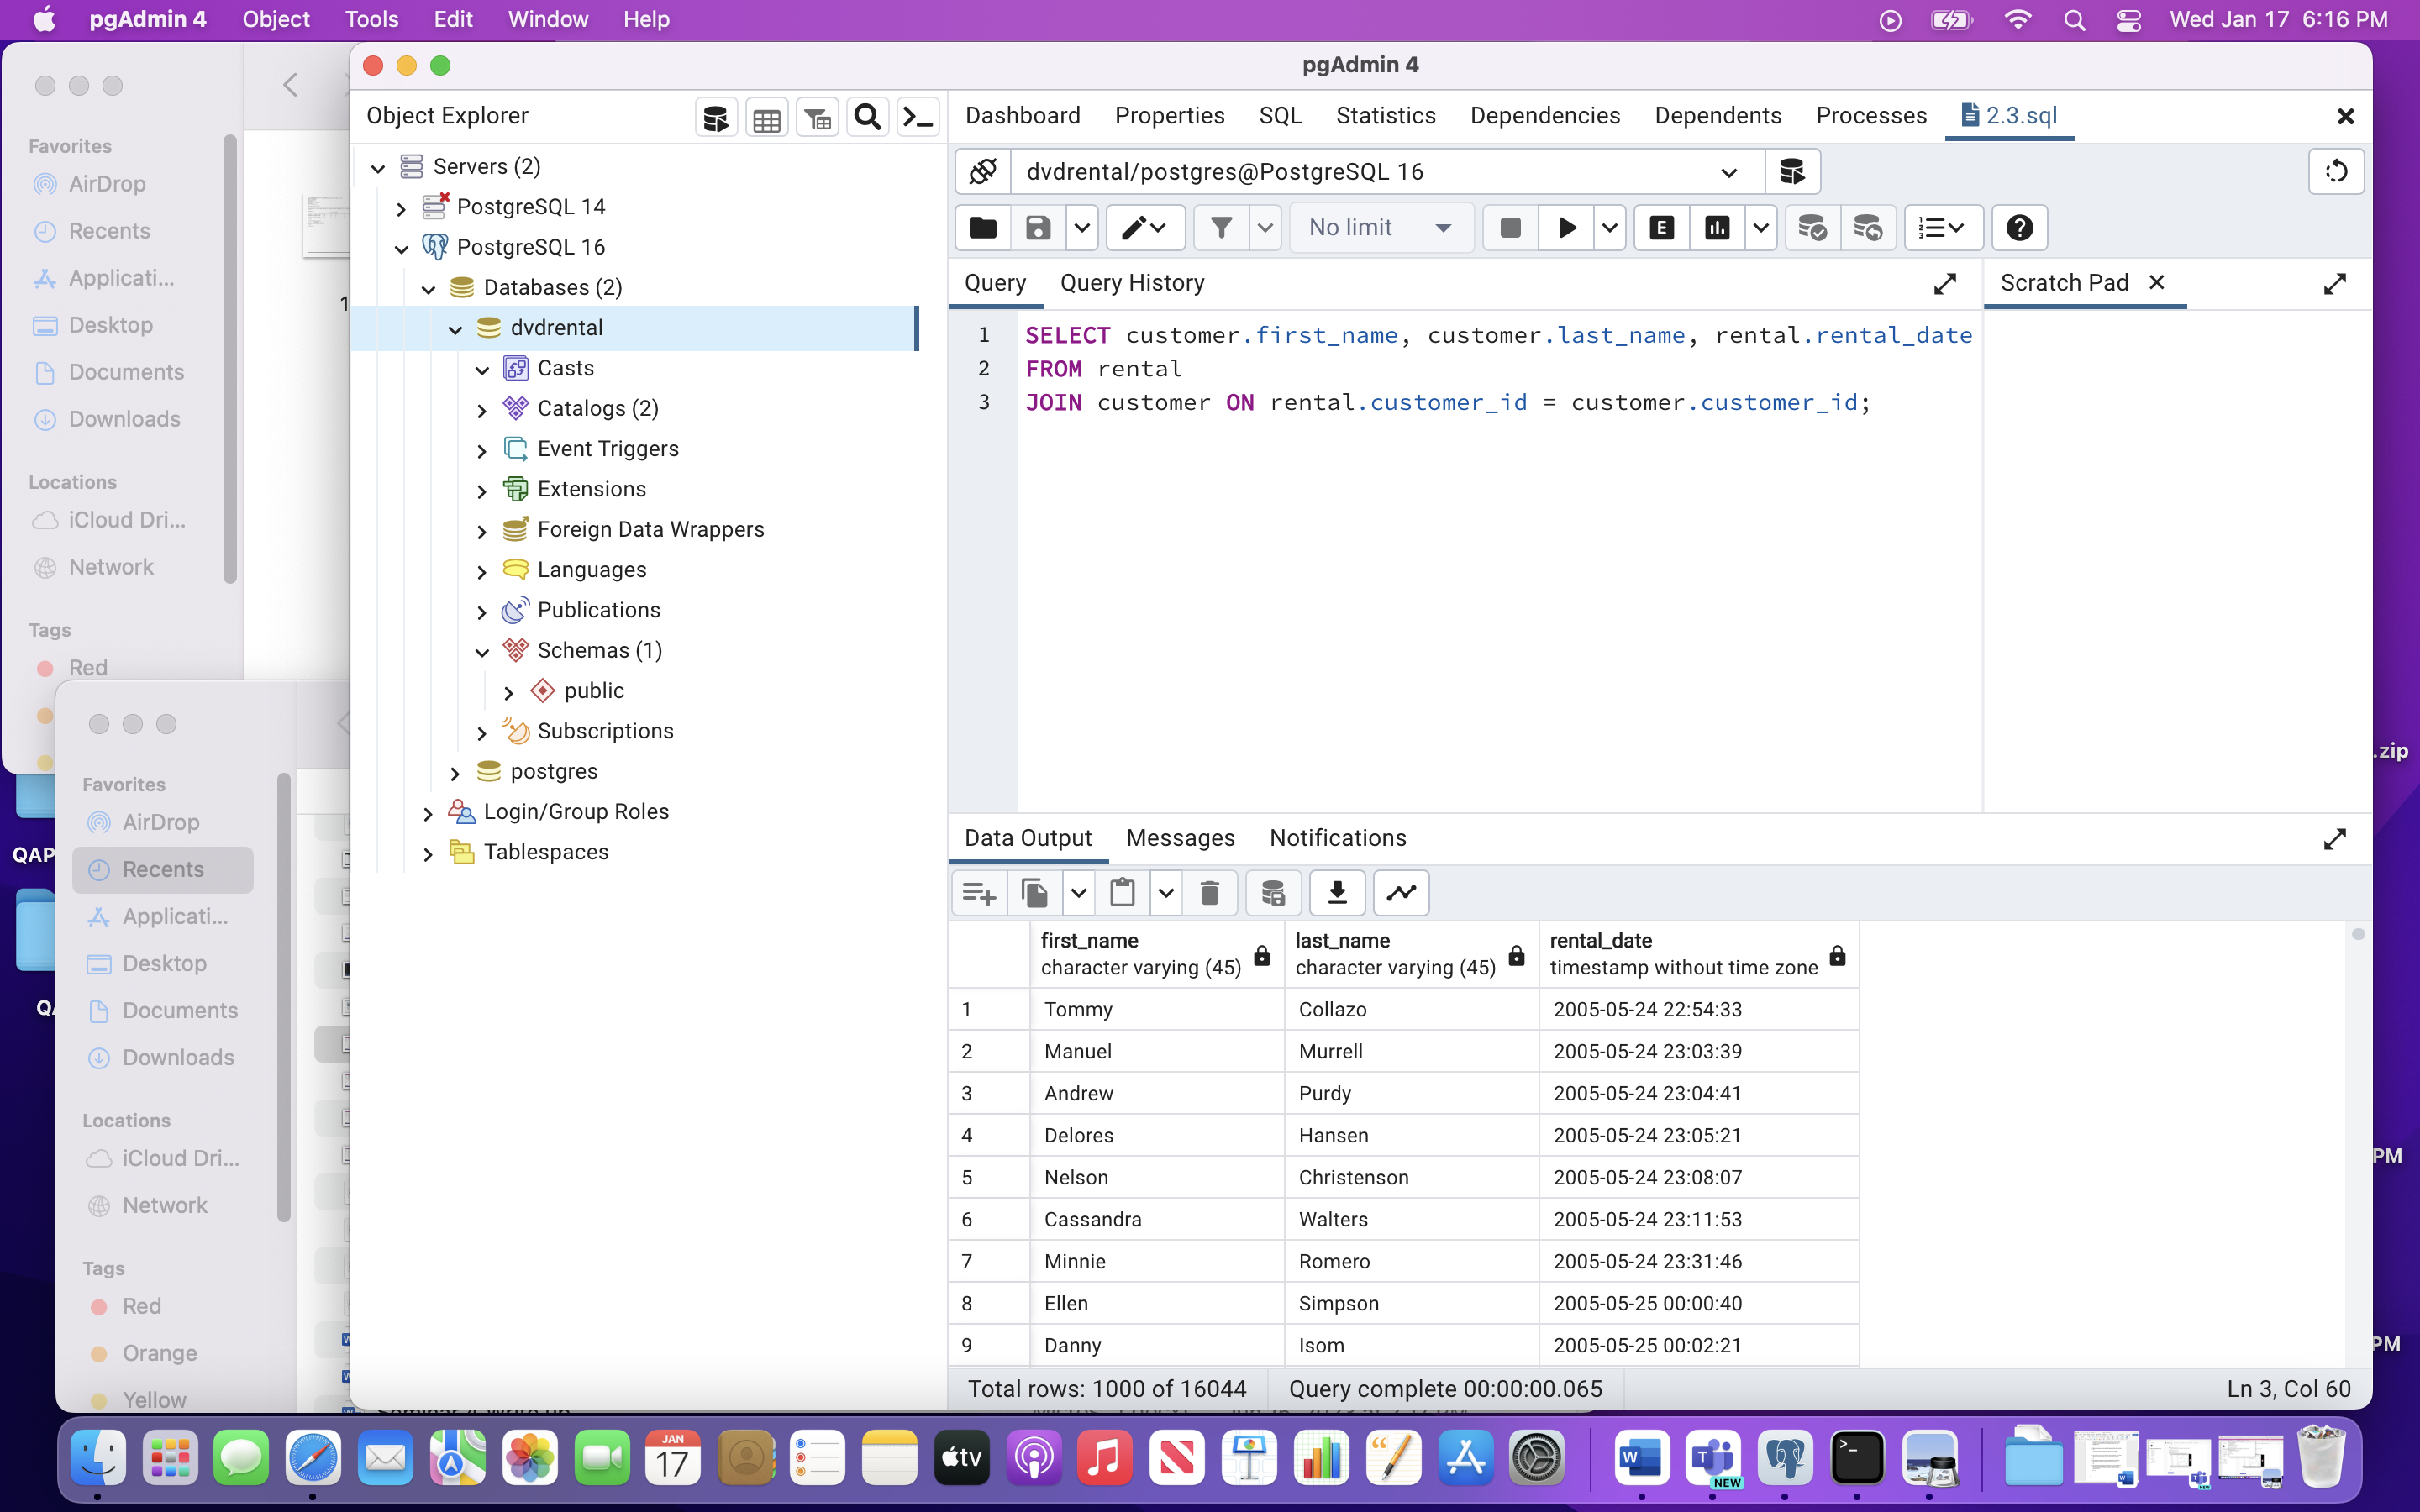 pgAdmin 4 Object Tools Edit Window Help Wed Jan 17 6:16 PM
pgAdmin 4
Favorites
AirDrop
Recents
Applicati...
Desktop
Documents
Downloads
Locations
iCloud Dri...
Network
Tags
Red
1
Favorites
AirDrop
Recents
Applicati...
Desktop
Documents
Downloads
Locations
iCloud Dri...
Network
Tags
Red
Orange
Yellow
QAP
QA
Object Explorer
Servers (2)
PostgreSQL 14
PostgreSQL 16
Databases (2)
dvdrental
Casts
Catalogs (2)
Event Triggers
Extensions
Foreign Data Wrappers
Languages
Publications
Schemas (1)
public
Subscriptions
postgres
Login/Group Roles
Tablespaces
Dashboard Properties SQL Statistics Dependencies Dependents Processes 2.3.sql
dvdrental/postgres@PostgreSQL 16
No limit
E
Query Query History Scratch Pad
1 SELECT customer.first_name, customer.last_name, rental.rental_date
2 FROM rental
3 JOIN customer ON rental.customer_id = customer.customer_id;
Data Output Messages Notifications
first_name last_name rental_date
character varying (45) character varying (45) timestamp without time zone
1 Tommy Collazo 2005-05-24 22:54:33
2 Manuel Murrell 2005-05-24 23:03:39
3 Andrew Purdy 2005-05-24 23:04:41
4 Delores Hansen 2005-05-24 23:05:21
5 Nelson Christenson 2005-05-24 23:08:07
6 Cassandra Walters 2005-05-24 23:11:53
7 Minnie Romero 2005-05-24 23:31:46
8 Ellen Simpson 2005-05-25 00:00:40
9 Danny Isom 2005-05-25 00:02:21
Total rows: 1000 of 16044 Query complete 00:00:00.065 Ln 3, Col 60
.zip
PM
PM
JAN
17
tv
W
T
NEW